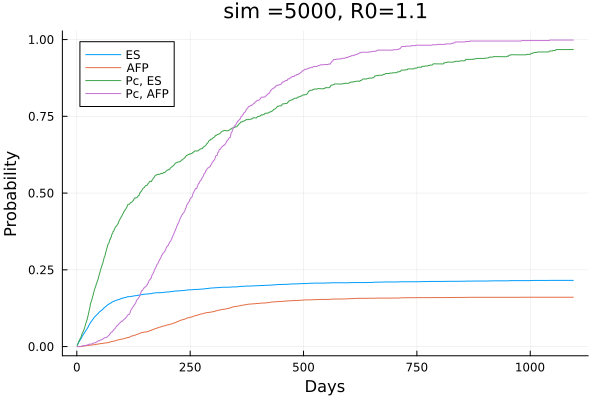 sim =5000, R0=1.1
ES
AFP
Pc, ES
Pc, AFP
1.00
0.75
0.50
0.25
0.00
Probability
0
250
500
750
1000
Days